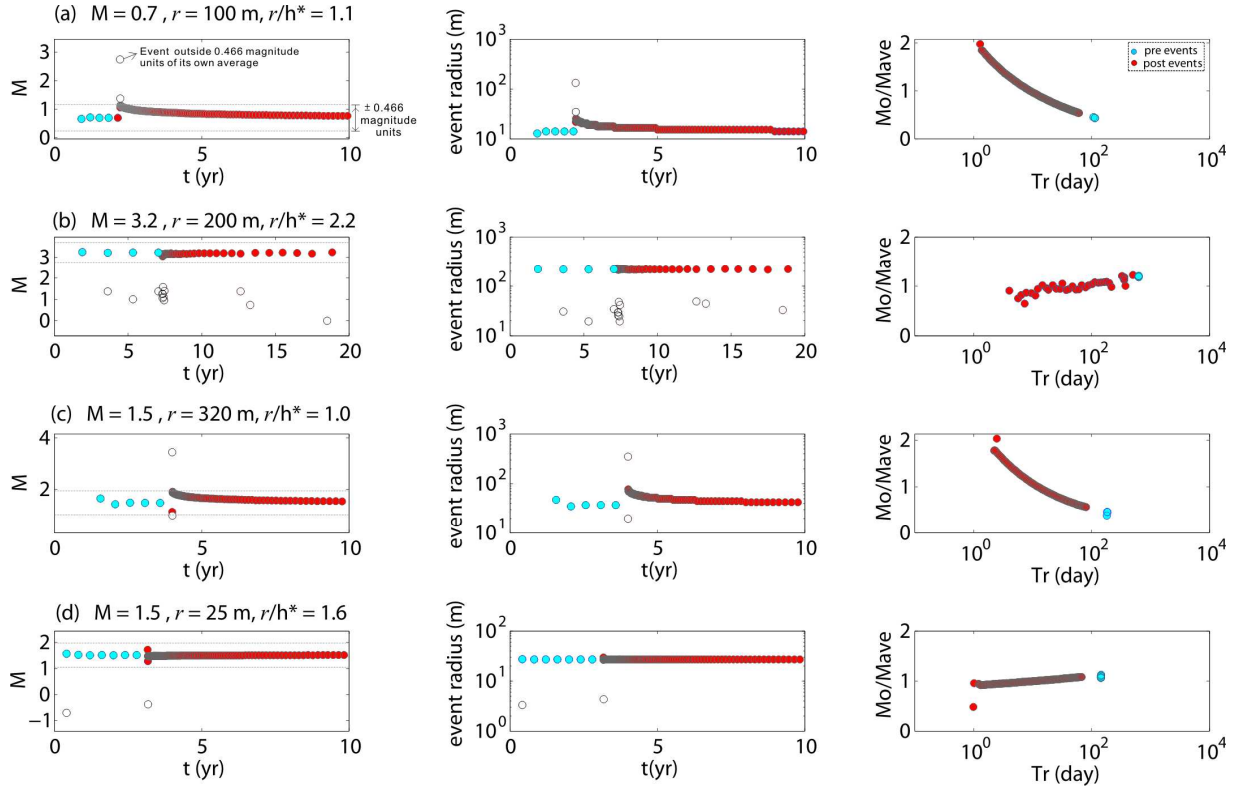 (a) M = 0.7 , r = 100 m, r/h* = 1.1
M
3
2
1
0
Event outside 0.466 magnitude
units of its own average
± 0.466
magnitude
units
0 5 10
t (yr)
event radius (m)
10³
10²
10¹
0 5 10
t (yr)
Mo/Mave
2
1
0
pre events
post events
10⁰ 10² 10⁴
Tr (day)
(b) M = 3.2 , r = 200 m, r/h* = 2.2
M
3
2
1
0
0 5 10 15 20
t (yr)
event radius (m)
10³
10²
10¹
0 5 10 15 20
t(yr)
Mo/Mave
2
1
0
10⁰ 10² 10⁴
Tr (day)
(c) M = 1.5 , r = 320 m, r/h* = 1.0
M
4
2
0 5 10
t (yr)
event radius (m)
10³
10²
10¹
0 5 10
t(yr)
Mo/Mave
2
1
0
10⁰ 10² 10⁴
Tr (day)
(d) M = 1.5 , r = 25 m, r/h* = 1.6
M
2
1
0
−1
0 5 10
t (yr)
event radius (m)
10²
10¹
10⁰
0 5 10
t(yr)
Mo/Mave
2
1
0
10⁰ 10² 10⁴
Tr (day)